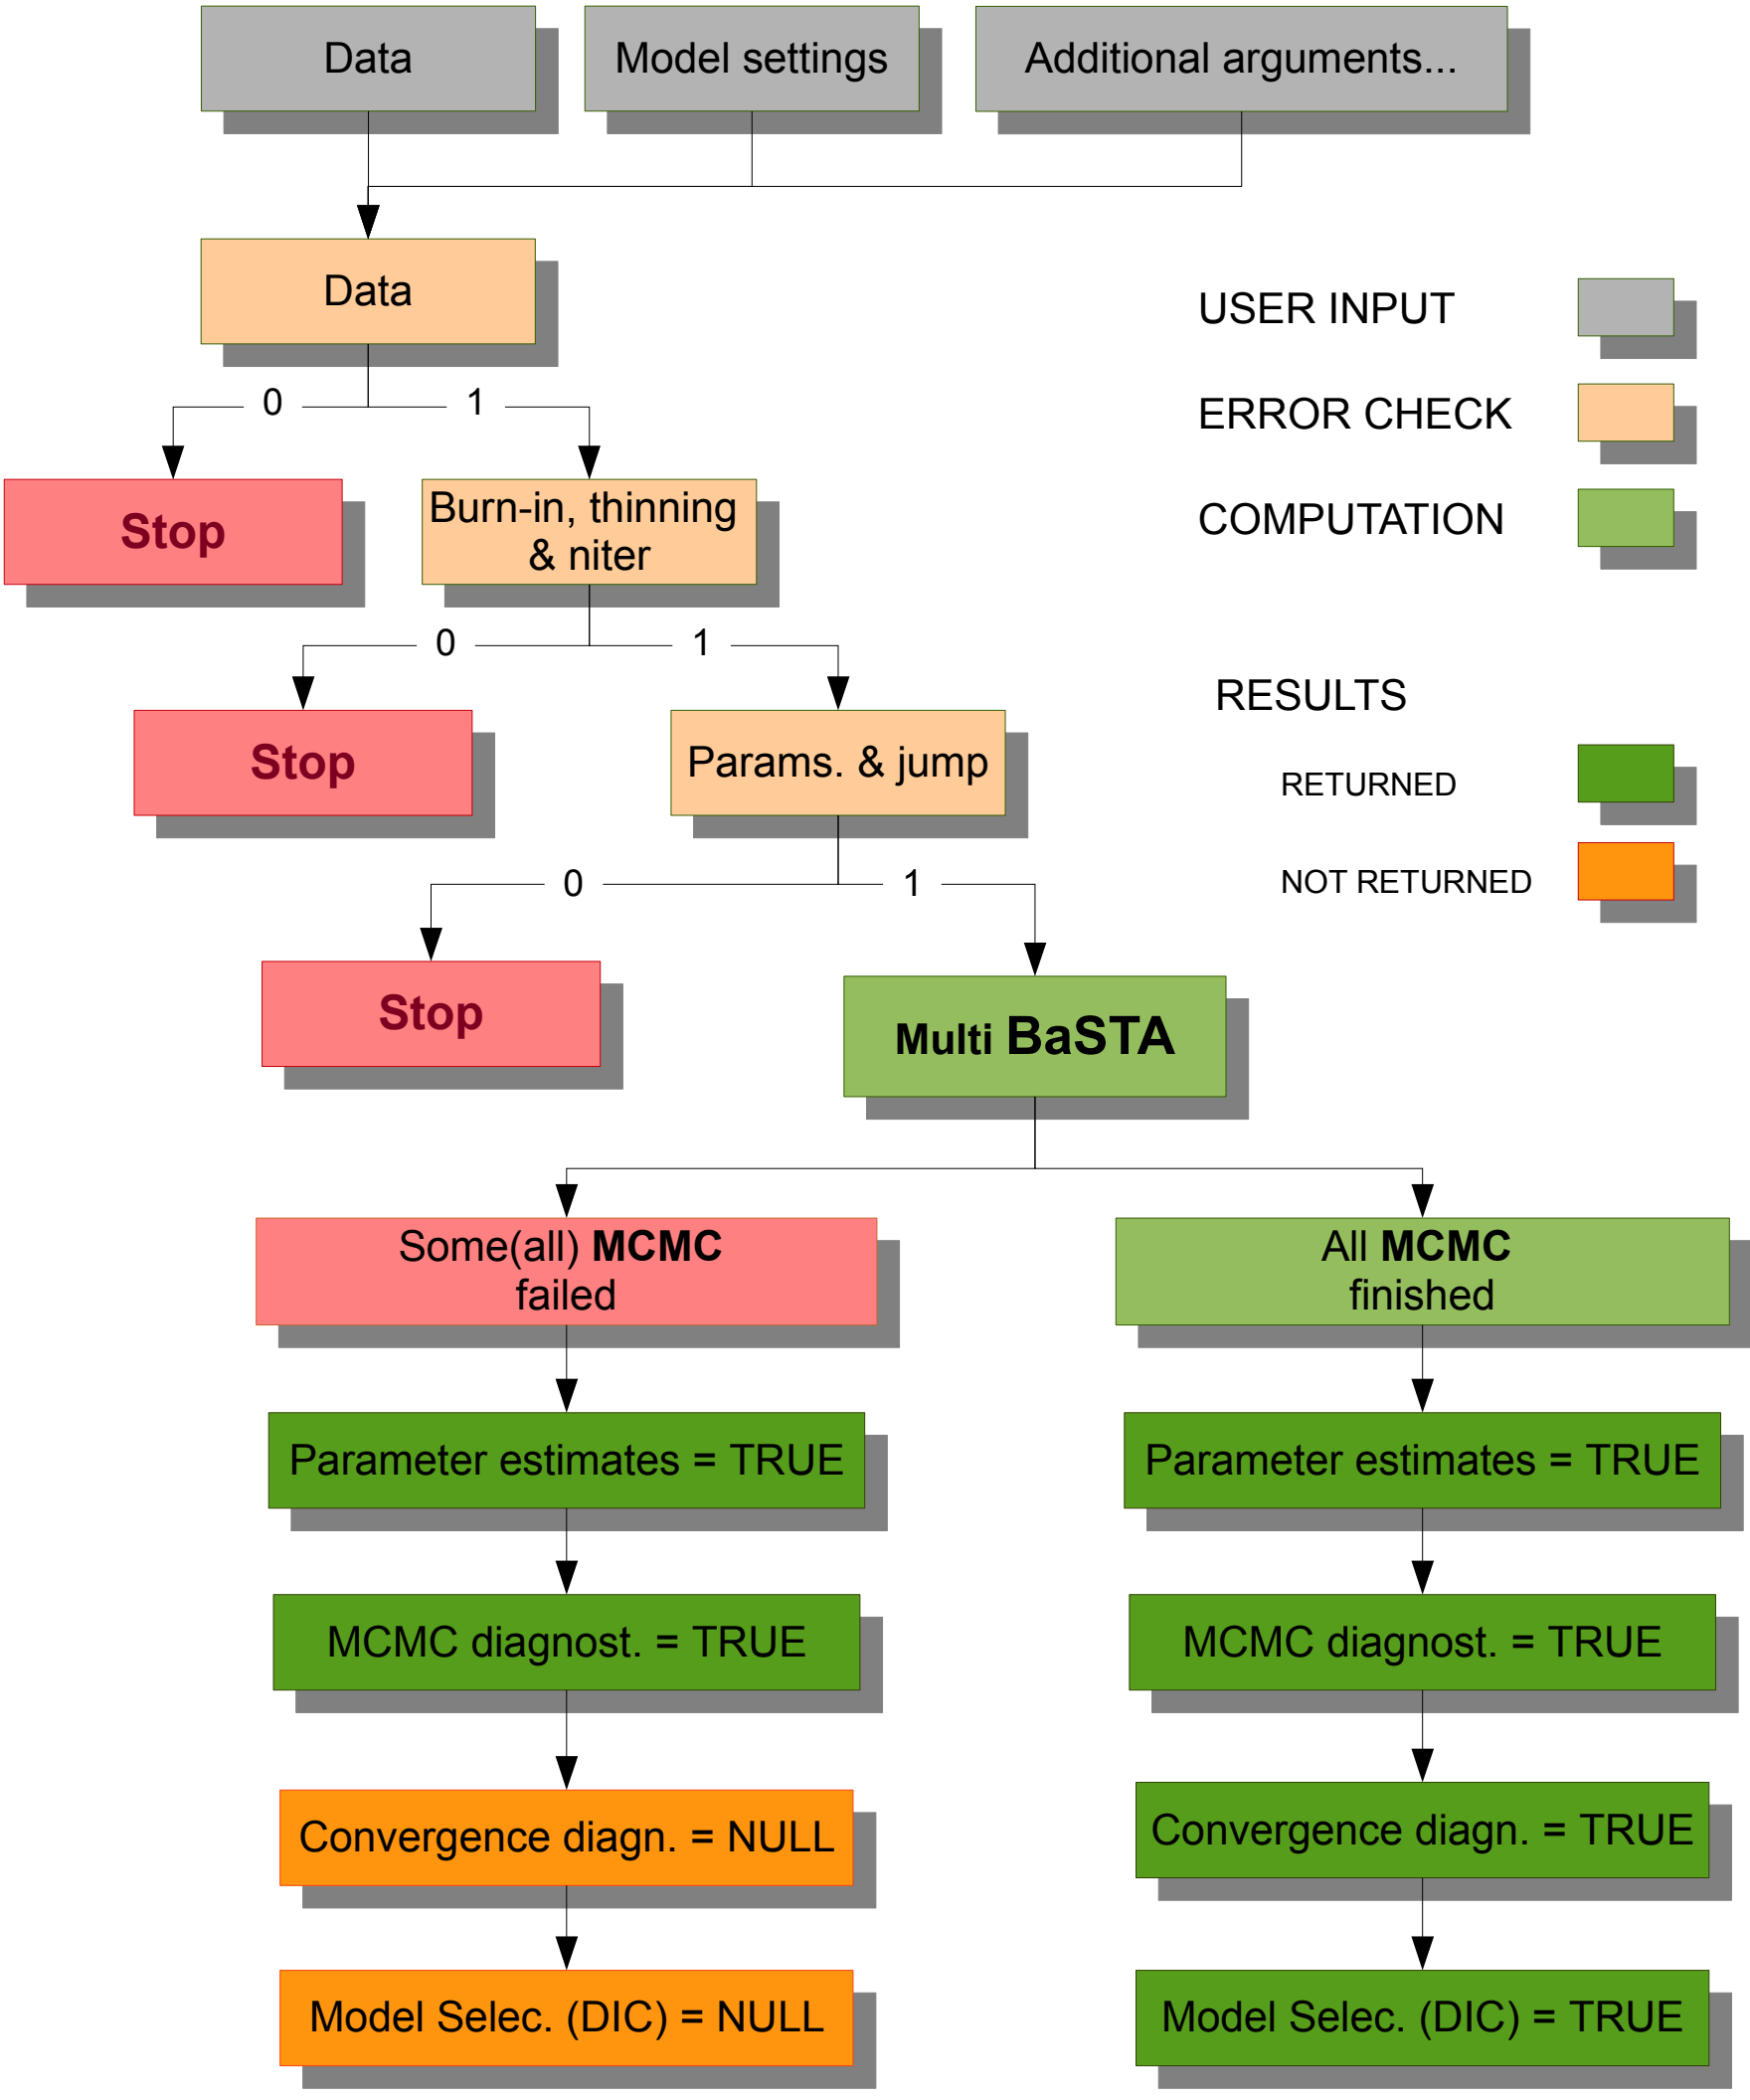 Data
Model settings
Additional arguments...
Data
USER INPUT
ERROR CHECK
COMPUTATION
RESULTS
RETURNED
NOT RETURNED
0
1
Stop
Burn-in, thinning
& niter
0
1
Stop
Params. & jump
0
1
Stop
Multi BaSTA
Some(all) MCMC
failed
Parameter estimates = TRUE
MCMC diagnost. = TRUE
Convergence diagn. = NULL
Model Selec. (DIC) = NULL
All MCMC
finished
Parameter estimates = TRUE
MCMC diagnost. = TRUE
Convergence diagn. = TRUE
Model Selec. (DIC) = TRUE